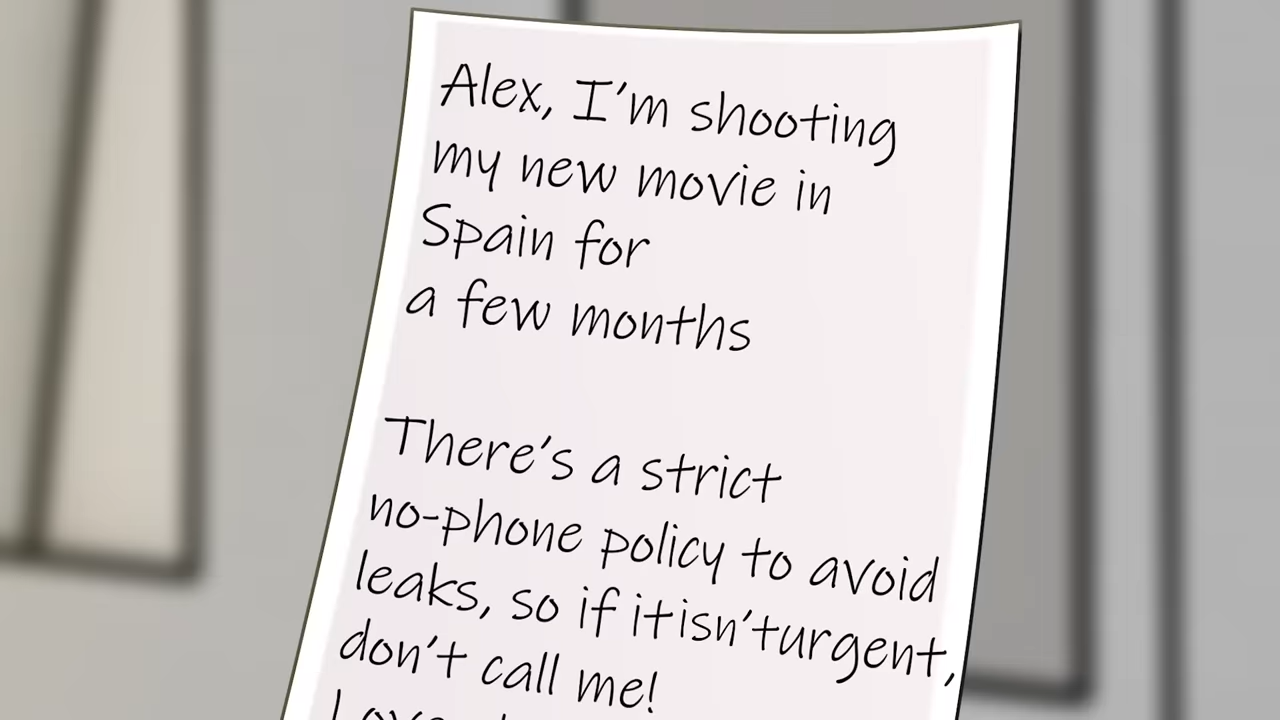 Alex, I'm shooting
my new movie in
Spain for
a few months
There's a strict
no-phone policy to avoid
leaks, so if itisn'turgent,
don't call me!
Love